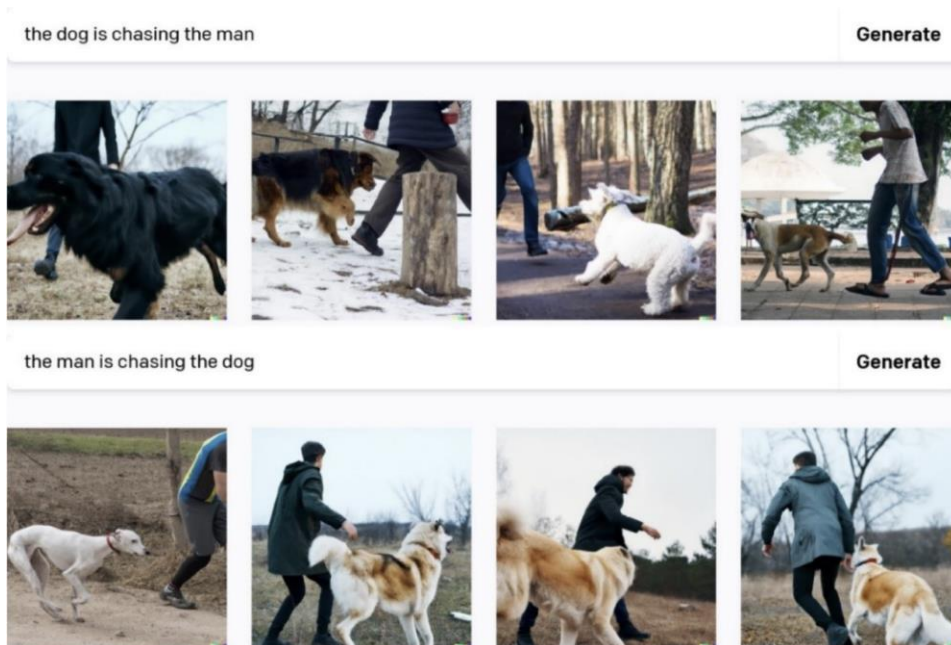 the dog is chasing the man
Generate
the man is chasing the dog
Generate